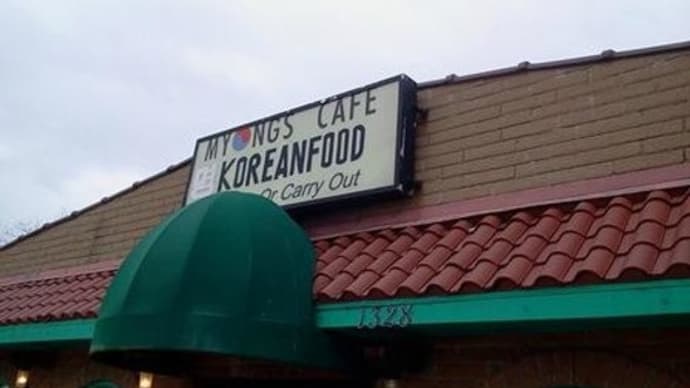 MYONGS CAFE
KOREANFOOD
Or Carry Out
1328